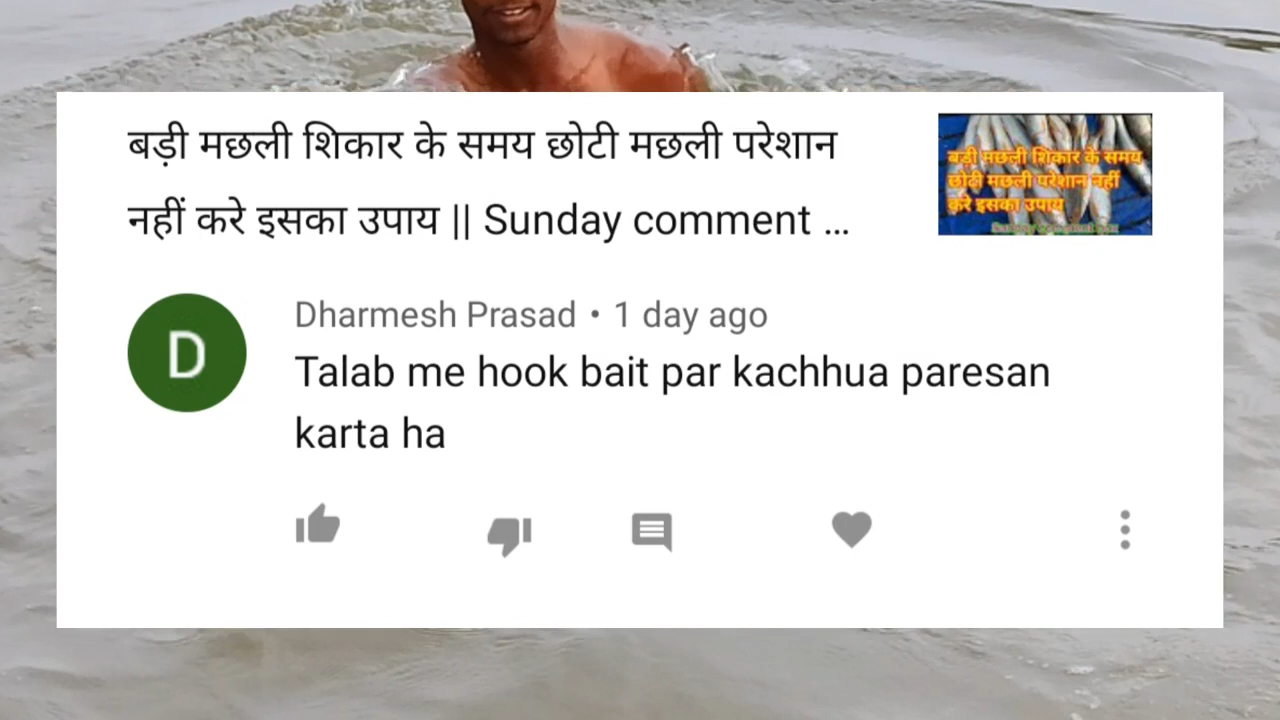 बड़ी मछली शिकार के समय छोटी मछली परेशान
नहीं करे इसका उपाय || Sunday comment ...
बड़ी मछली शिकार के समय
छोटी मछली परेशान नहीं
करे इसका उपाय
D
Dharmesh Prasad • 1 day ago
Talab me hook bait par kachhua paresan
karta ha